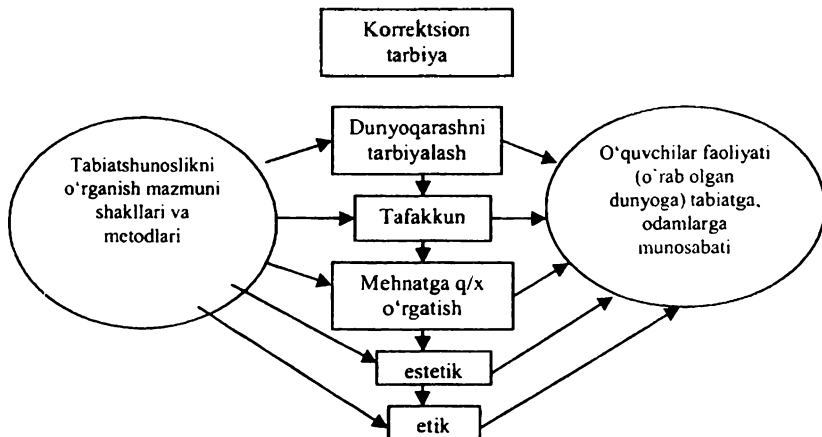 Korrektsion
tarbiya
Dunyoqarashni
tarbiyalash
Tabiatshunoslikni
o‘rganish mazmuni
shakllari va
metodlari
O‘quvchilar faoliyati
(o`rab olgan
dunyoga) tabiatga,
odamlarga
munosabati
Tafakkun
Mehnatga q/x
o‘rgatish
estetik
etik